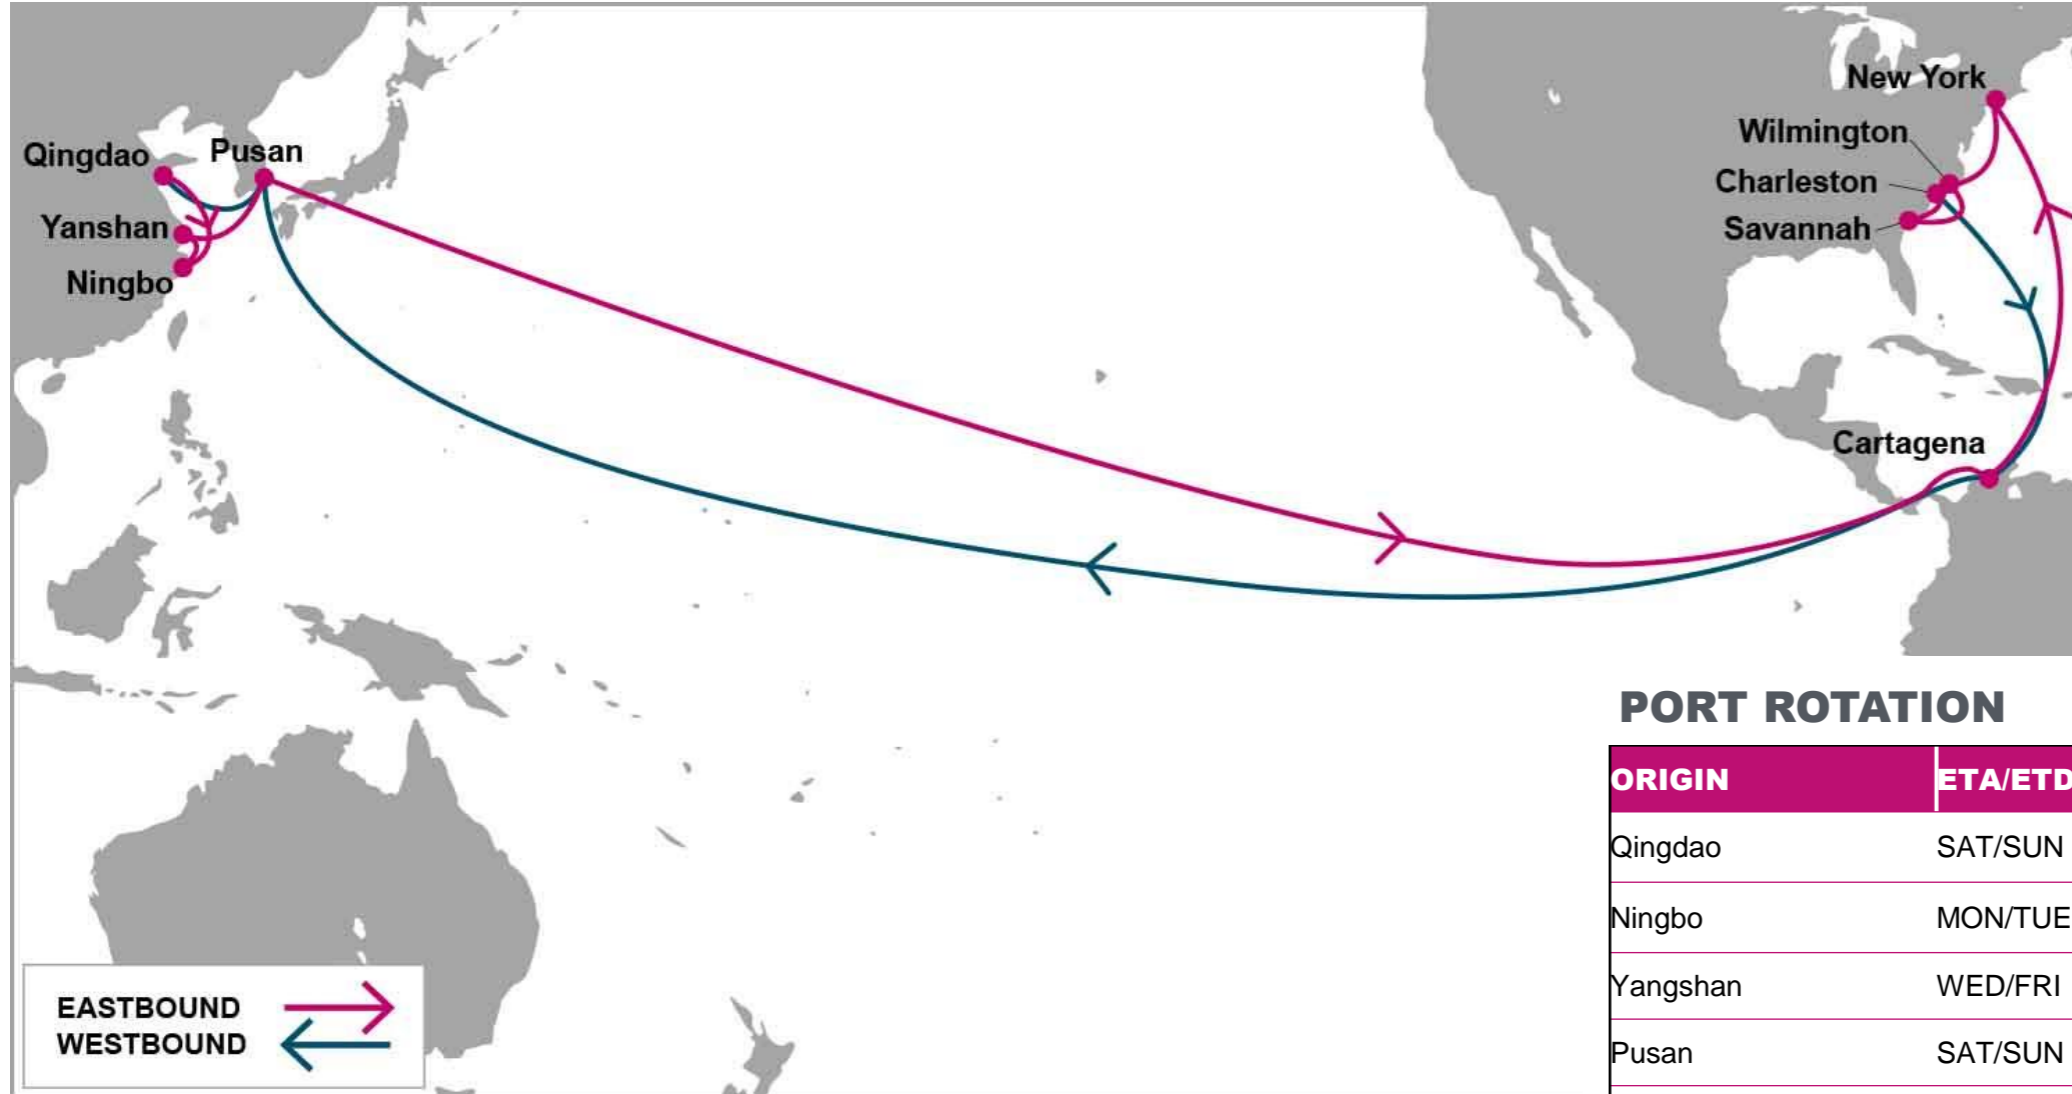 New York
Wilmington
Qingdao
Pusan
Charleston
Yanshan
Savannah
Ningbo
Cartagena
PORT ROTATION
ORIGIN ETA/ETD
Qingdao SAT/SUN
Ningbo MON/TUE
Yangshan WED/FRI
Pusan SAT/SUN
EASTBOUND
WESTBOUND